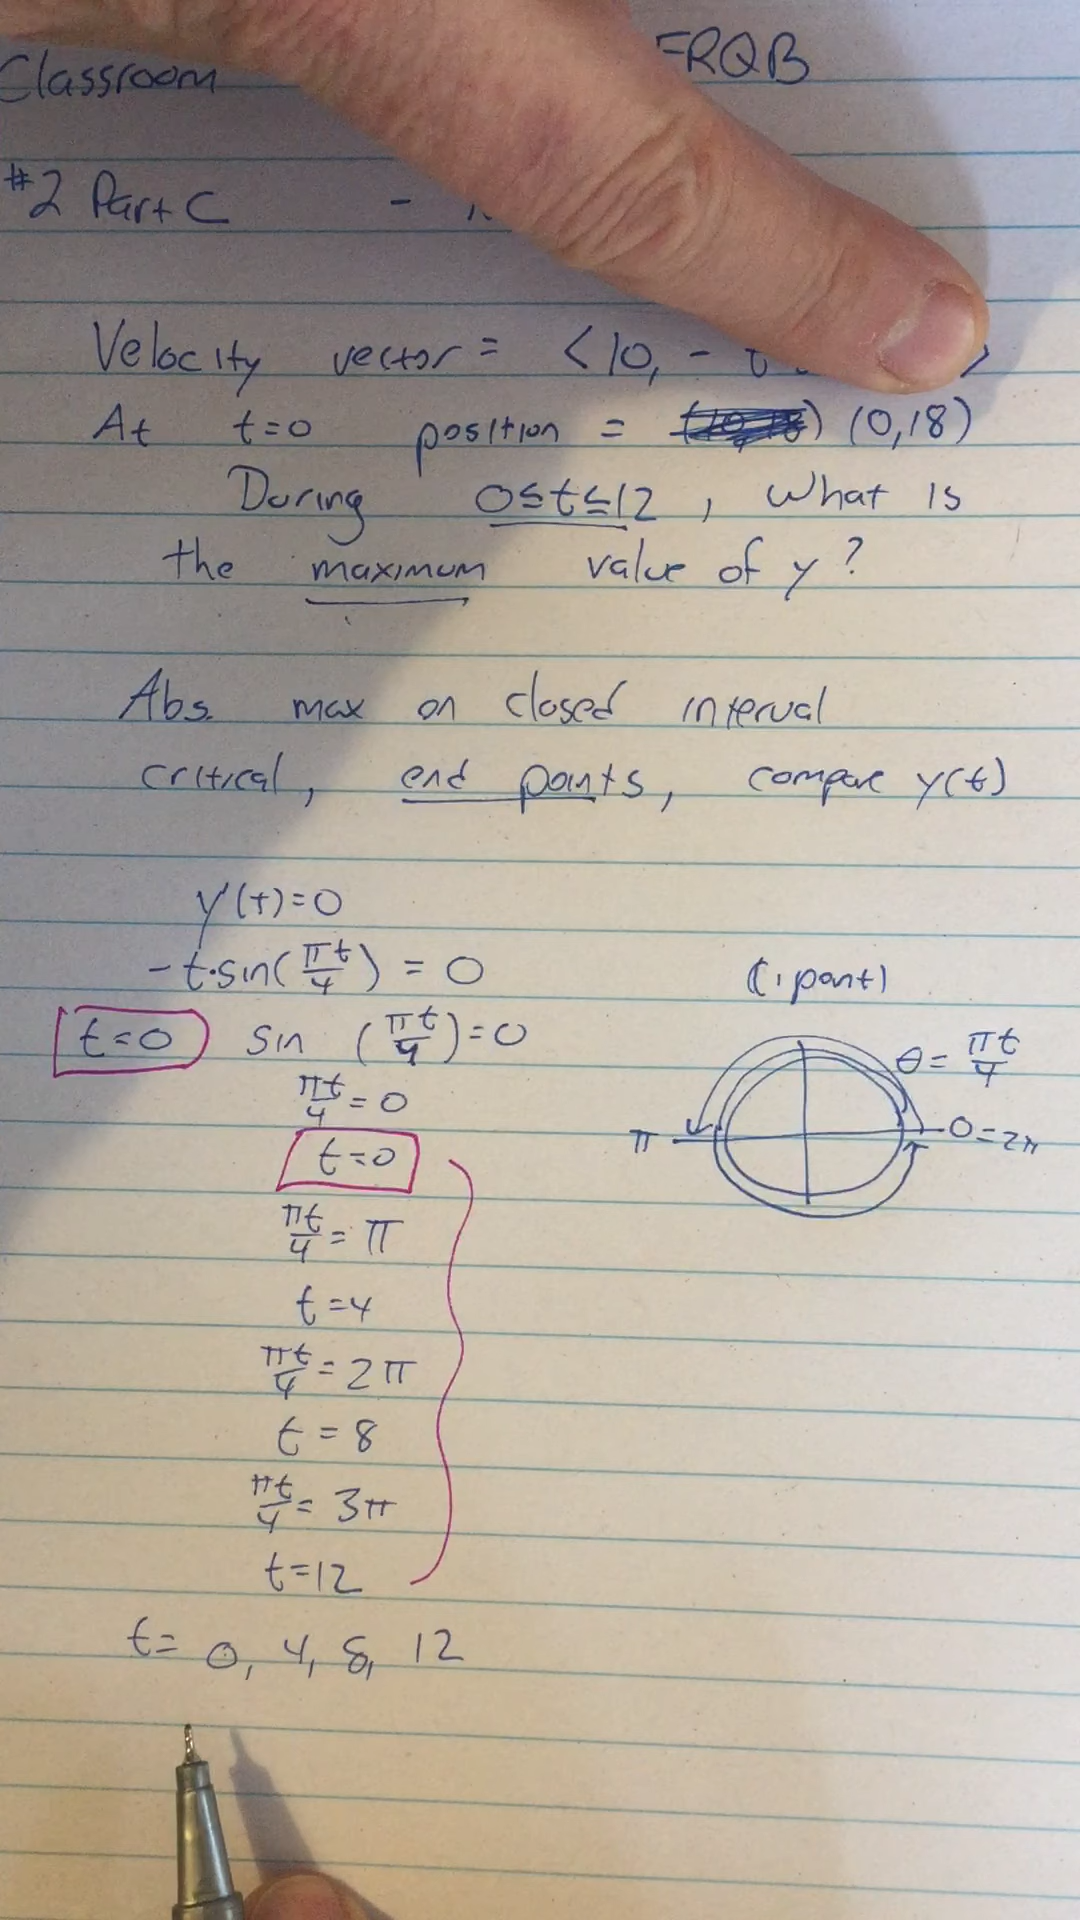 Classroom FRQB
#2 Part C -
Velocity vector = <10, - t >
At t=0 position = (0,18)
During 0≤t≤12, What is
the maximum value of y?
Abs. max on closed interval
critical, end points, compare y(t)
y'(t)=0
-t·sin(πt/4) = 0 (1 point)
t=0 sin (πt/4)=0
θ = πt/4
πt/4 = 0
π 0=2π
t=0
πt/4 = π
t=4
πt/4 = 2π
t = 8
πt/4 = 3π
t=12
t= 0, 4, 8, 12